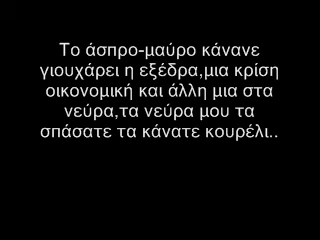 Το άσπρο-μαύρο κάνανε
γιουχάρει η εξέδρα,μια κρίση
οικονομική και άλλη μια στα
νεύρα,τα νεύρα μου τα
σπάσατε τα κάνατε κουρέλι..